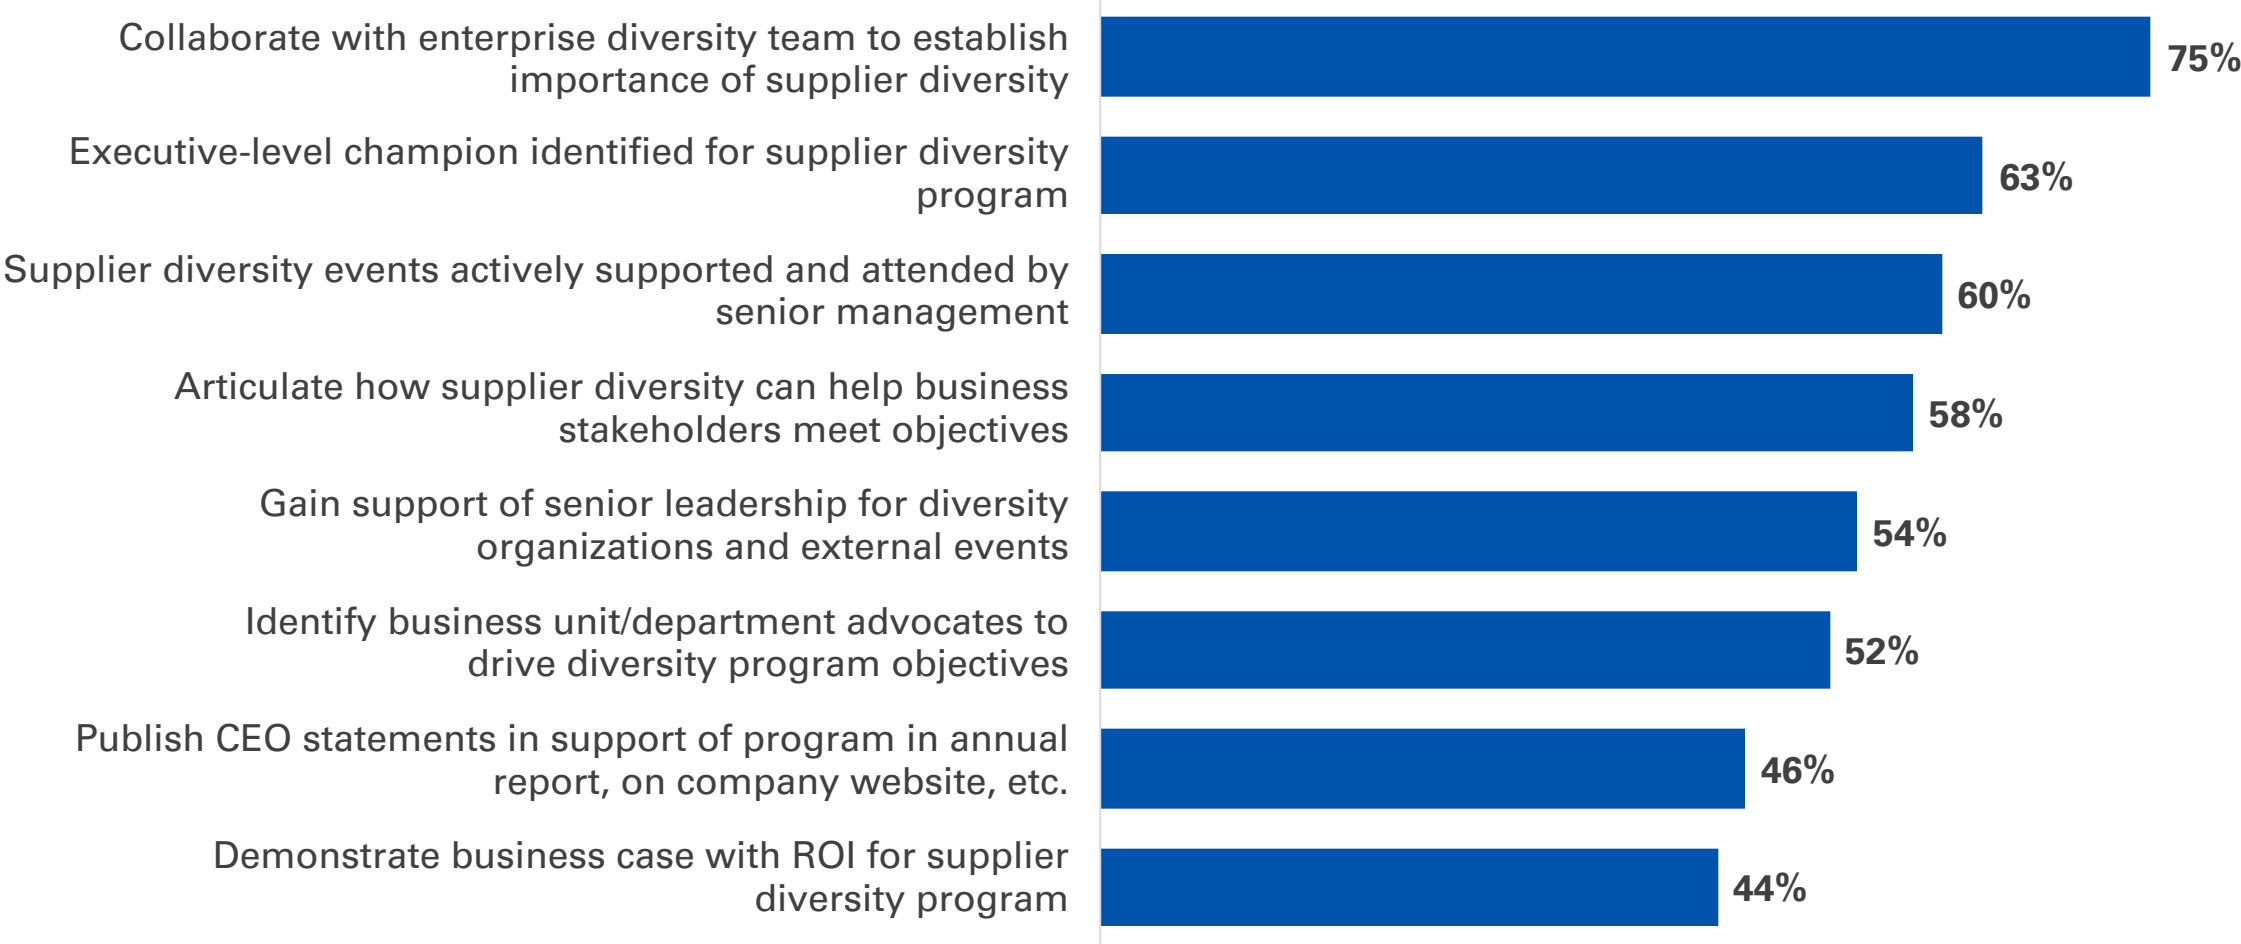 Collaborate with enterprise diversity team to establish
importance of supplier diversity
75%
Executive-level champion identified for supplier diversity
program
63%
Supplier diversity events actively supported and attended by
senior management
60%
Articulate how supplier diversity can help business
stakeholders meet objectives
58%
Gain support of senior leadership for diversity
organizations and external events
54%
Identify business unit/department advocates to
drive diversity program objectives
52%
Publish CEO statements in support of program in annual
report, on company website, etc.
46%
Demonstrate business case with ROI for supplier
diversity program
44%